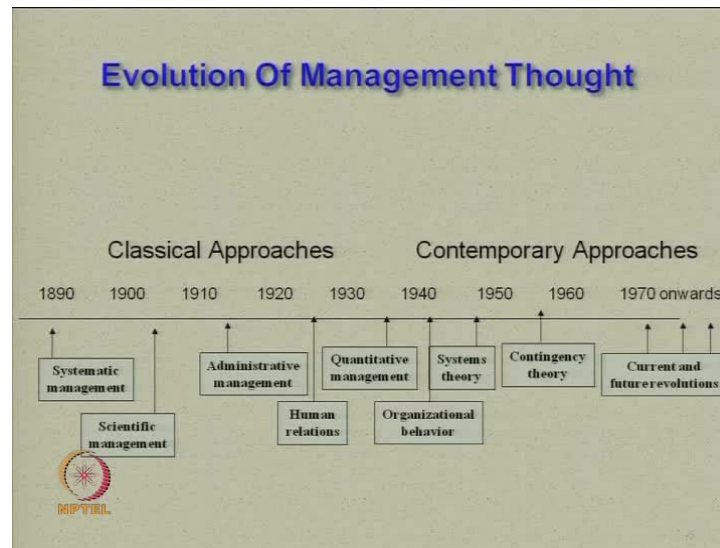 Evolution Of Management Thought
Classical Approaches
Contemporary Approaches
1890 1900 1910 1920 1930 1940 1950 1960 1970 onwards
Systematic
management
Scientific
management
Administrative
management
Human
relations
Quantitative
management
Organizational
behavior
Systems
theory
Contingency
theory
Current and
future revolutions
NPTEL